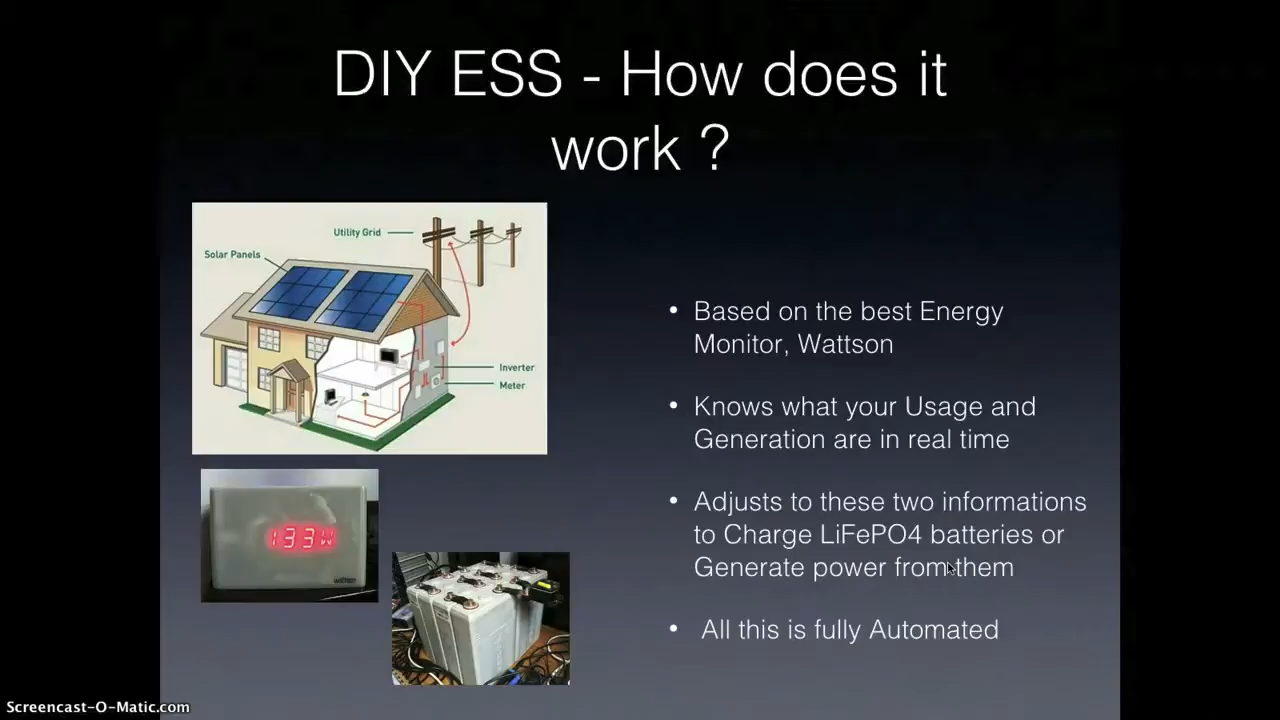 DIY ESS - How does it
work ?
Utility Grid
Solar Panels
Inverter
Meter
133W
wattson
• Based on the best Energy
Monitor, Wattson
• Knows what your Usage and
Generation are in real time
• Adjusts to these two informations
to Charge LiFePO4 batteries or
Generate power from them
• All this is fully Automated
Screencast-O-Matic.com